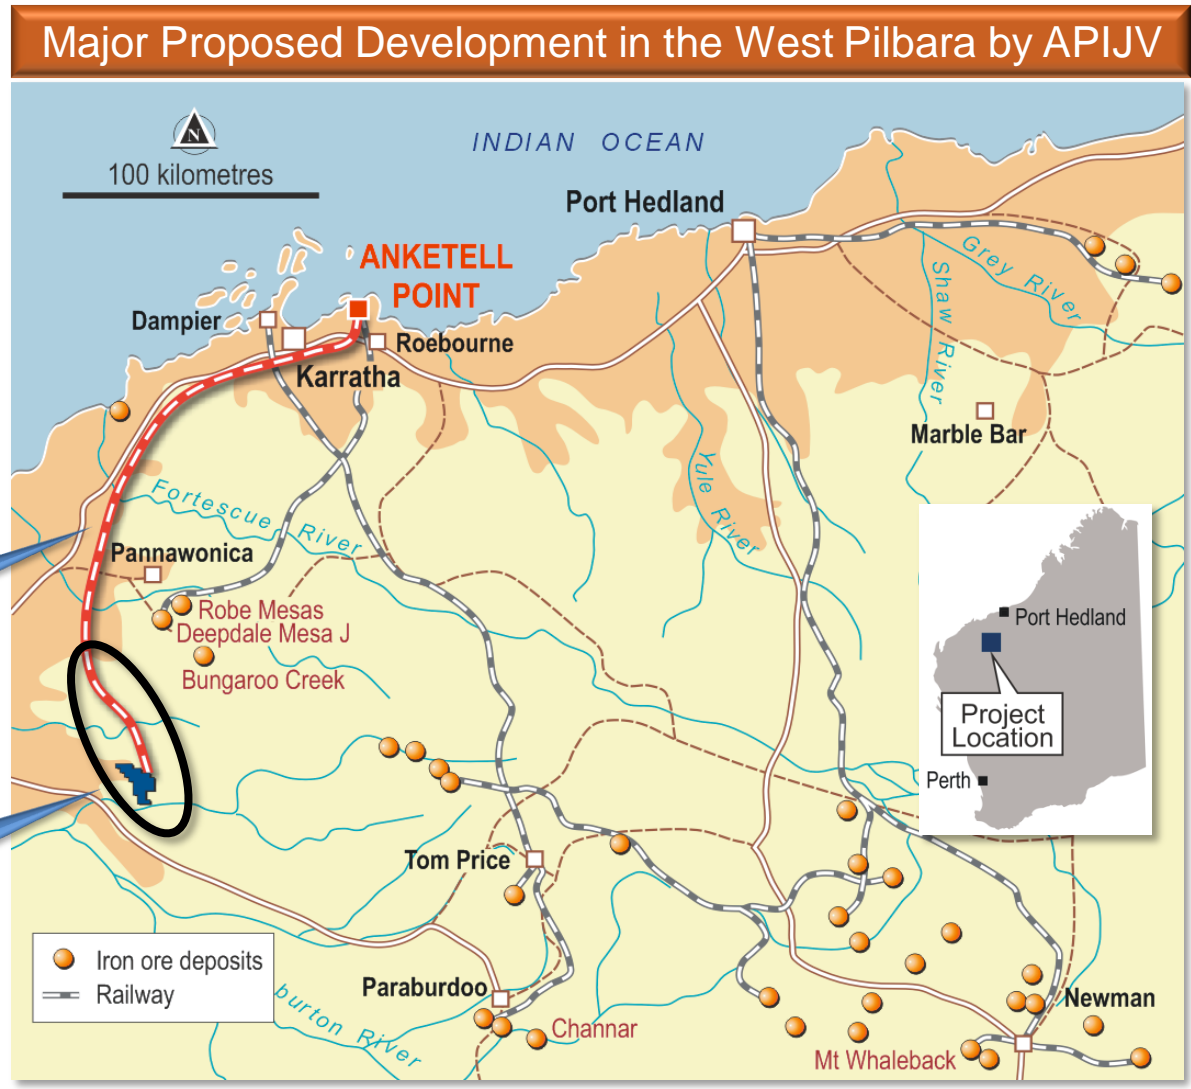 Major Proposed Development in the West Pilbara by APIJV
N
100 kilometres
INDIAN OCEAN
Port Hedland
ANKETELL
POINT
Dampier
Roebourne
Karratha
Grey River
Shaw River
Marble Bar
Yule River
Fortescue River
Pannawonica
Robe Mesas
Deepdale Mesa J
Bungaroo Creek
Port Hedland
Project
Location
Perth
Tom Price
Iron ore deposits
Railway
Paraburdoo
burton River
Channar
Newman
Mt Whaleback